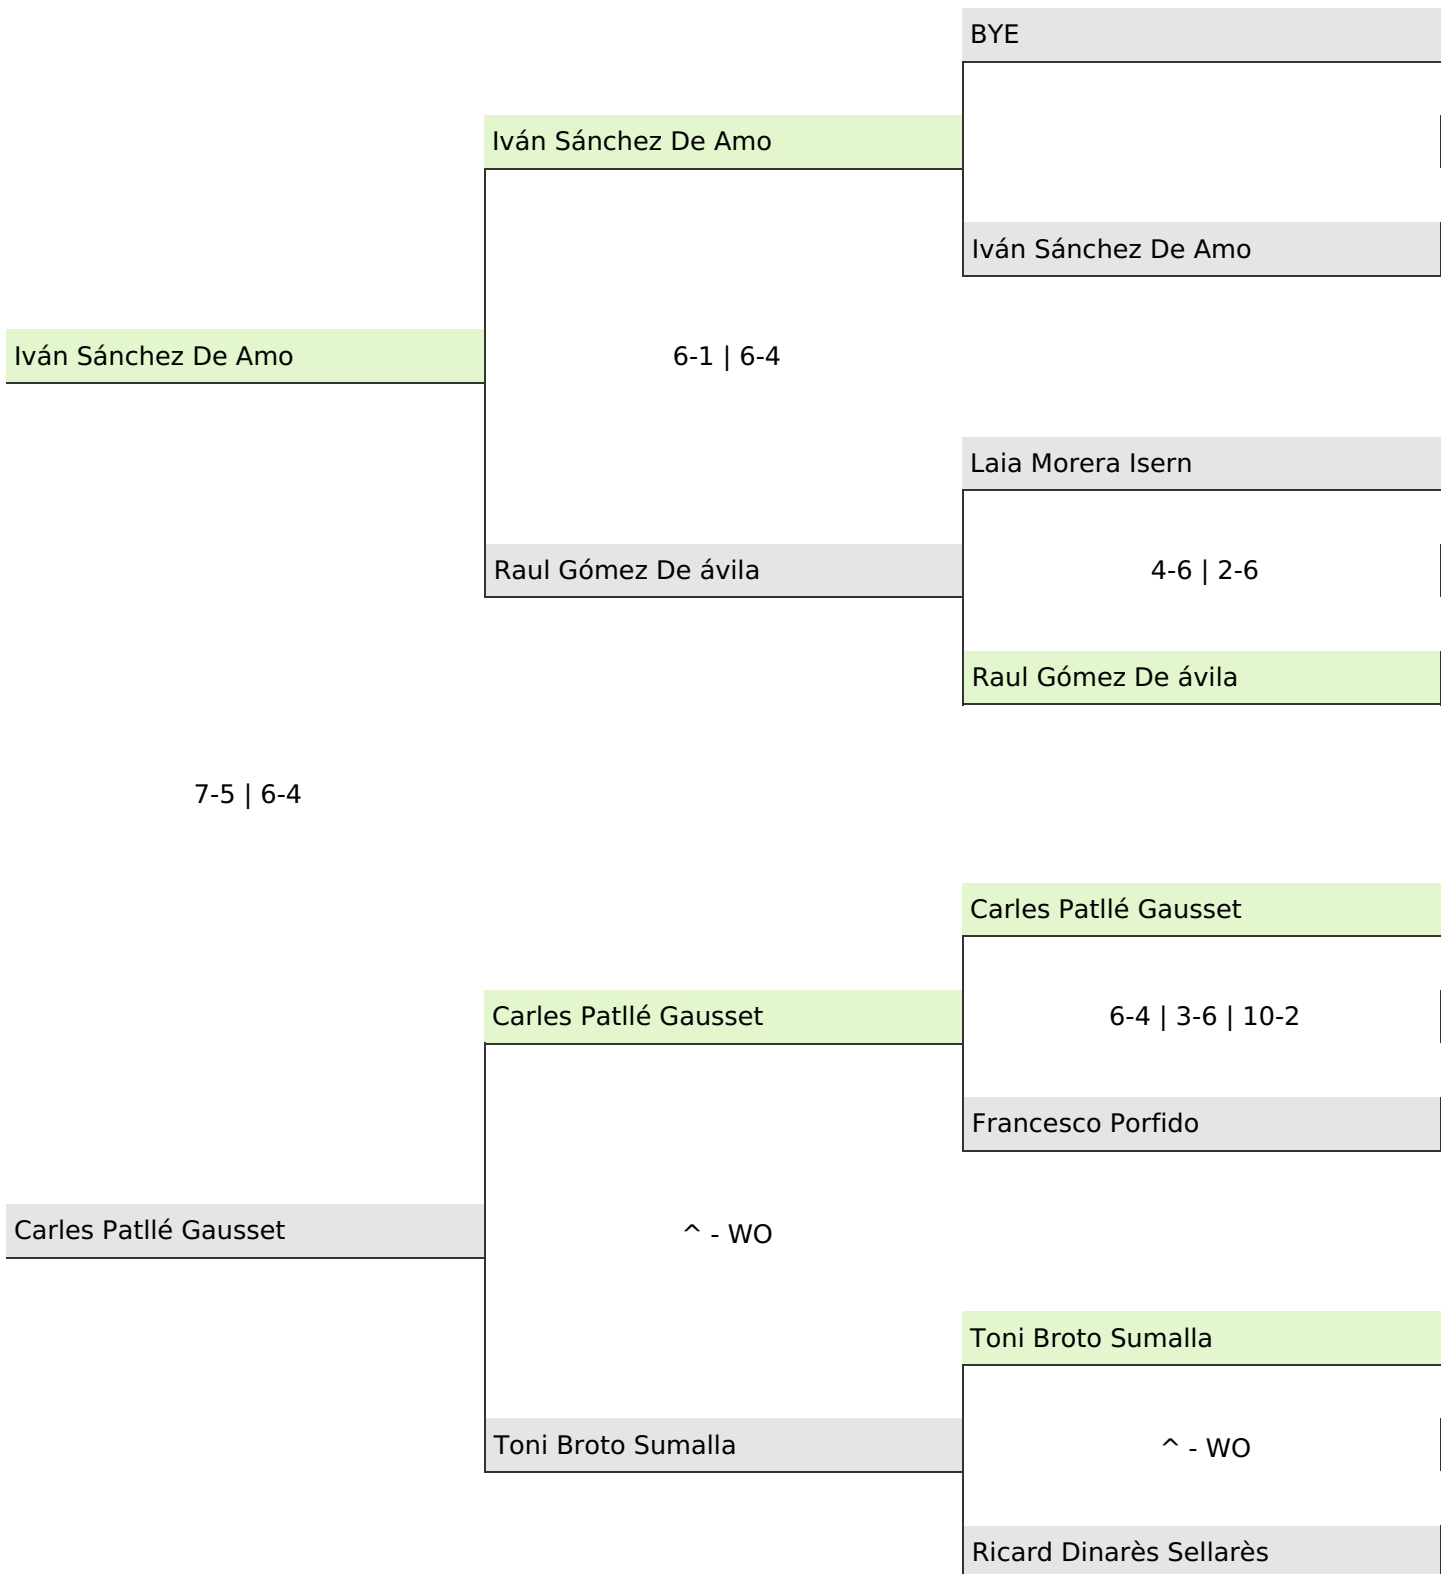 BYE
Iván Sánchez De Amo
Iván Sánchez De Amo
Iván Sánchez De Amo
6-1 | 6-4
Laia Morera Isern
Raul Gómez De ávila
4-6 | 2-6
Raul Gómez De ávila
7-5 | 6-4
Carles Patllé Gausset
Carles Patllé Gausset
6-4 | 3-6 | 10-2
Francesco Porfido
Carles Patllé Gausset
^ - WO
Toni Broto Sumalla
Toni Broto Sumalla
^ - WO
Ricard Dinarès Sellarès